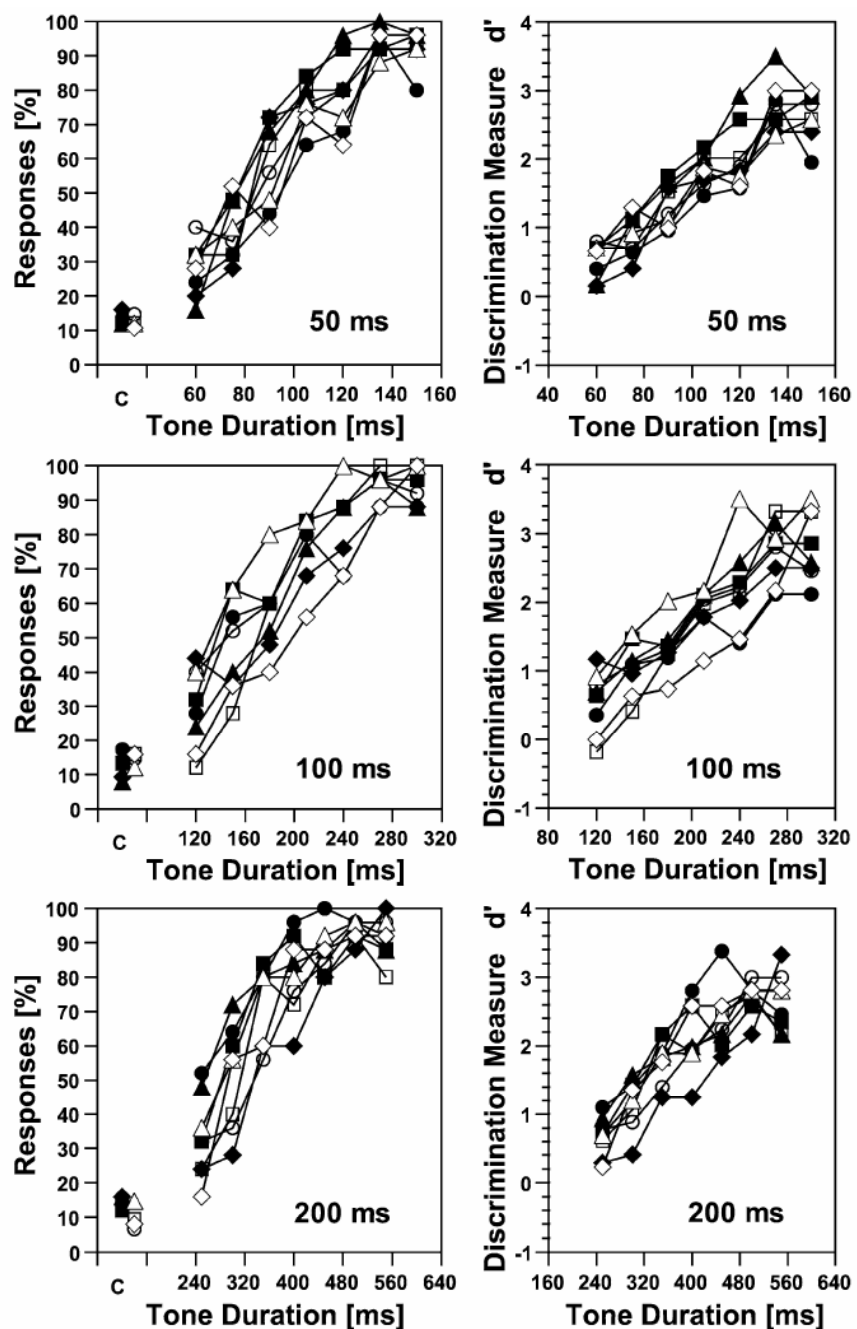 Responses [%]
100
90
80
70
60
50
40
30
20
10
0
50 ms
C
60 80 100 120 140 160
Tone Duration [ms]
Discrimination Measure d'
4
3
2
1
0
-1
50 ms
40 60 80 100 120 140 160
Tone Duration [ms]
Responses [%]
100
90
80
70
60
50
40
30
20
10
0
100 ms
C
120 160 200 240 280 320
Tone Duration [ms]
Discrimination Measure d'
4
3
2
1
0
-1
100 ms
80 120 160 200 240 280 320
Tone Duration [ms]
Responses [%]
100
90
80
70
60
50
40
30
20
10
0
200 ms
C
240 320 400 480 560 640
Tone Duration [ms]
Discrimination Measure d'
4
3
2
1
0
-1
200 ms
160 240 320 400 480 560 640
Tone Duration [ms]